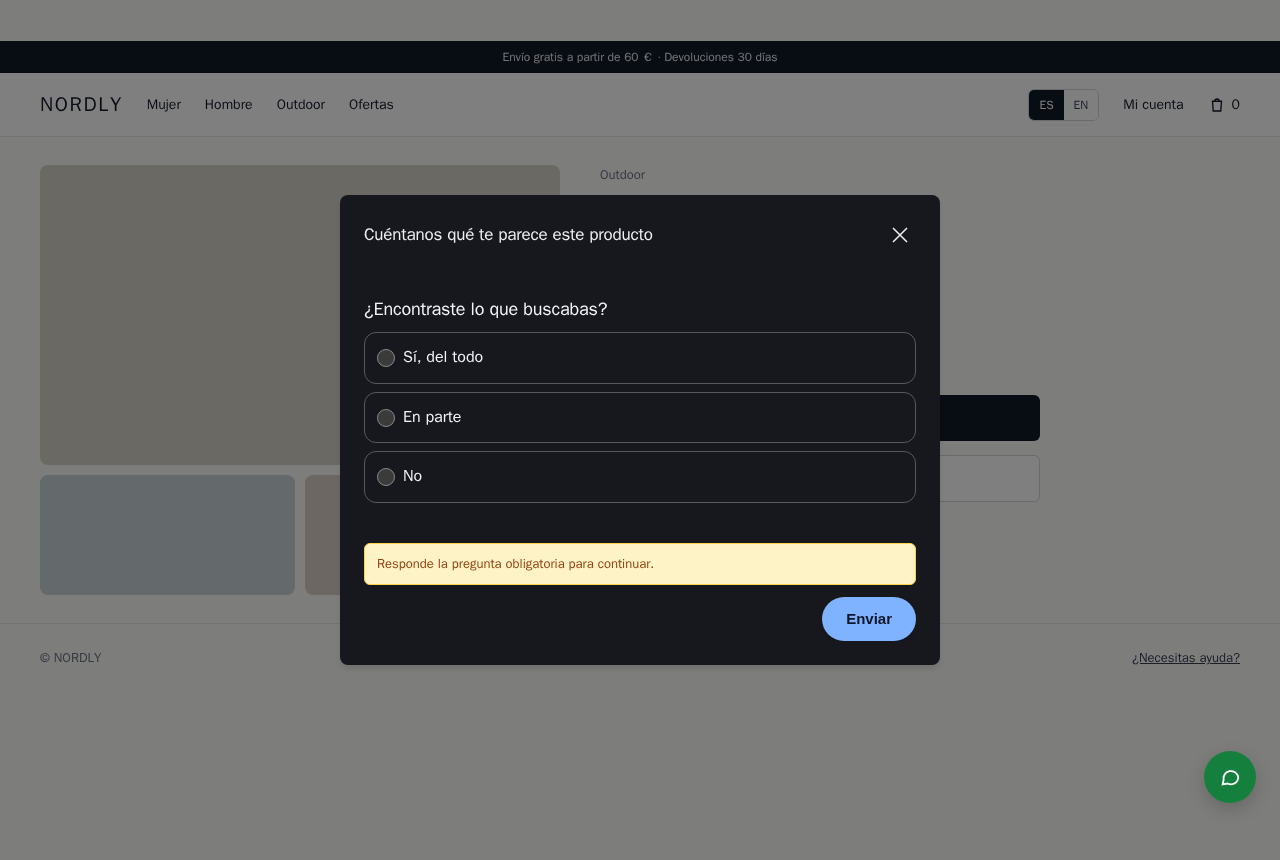 Envío gratis a partir de 60 € · Devoluciones 30 días
NORDLY Mujer Hombre Outdoor Ofertas ES EN Mi cuenta 0
Outdoor
Cuéntanos qué te parece este producto
¿Encontraste lo que buscabas?
Sí, del todo
En parte
No
Responde la pregunta obligatoria para continuar.
Enviar
© NORDLY ¿Necesitas ayuda?